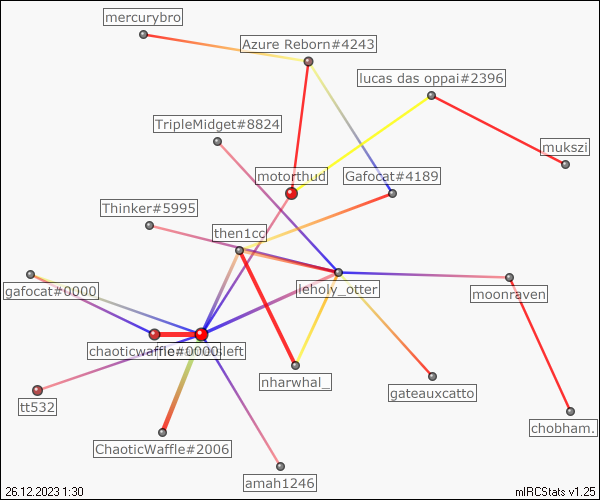 mercurybro
Azure Reborn#4243
lucas das oppai#2396
TripleMidget#8824
mukszi
motorthud
Gafocat#4189
Thinker#5995
then1cc
gafocat#0000
leholy_otter
moonraven
chaoticwaffle#0000
left
nharwhal_
gateauxcatto
tt532
chobham.
ChaoticWaffle#2006
amah1246
26.12.2023 1:30
mIRCStats v1.25